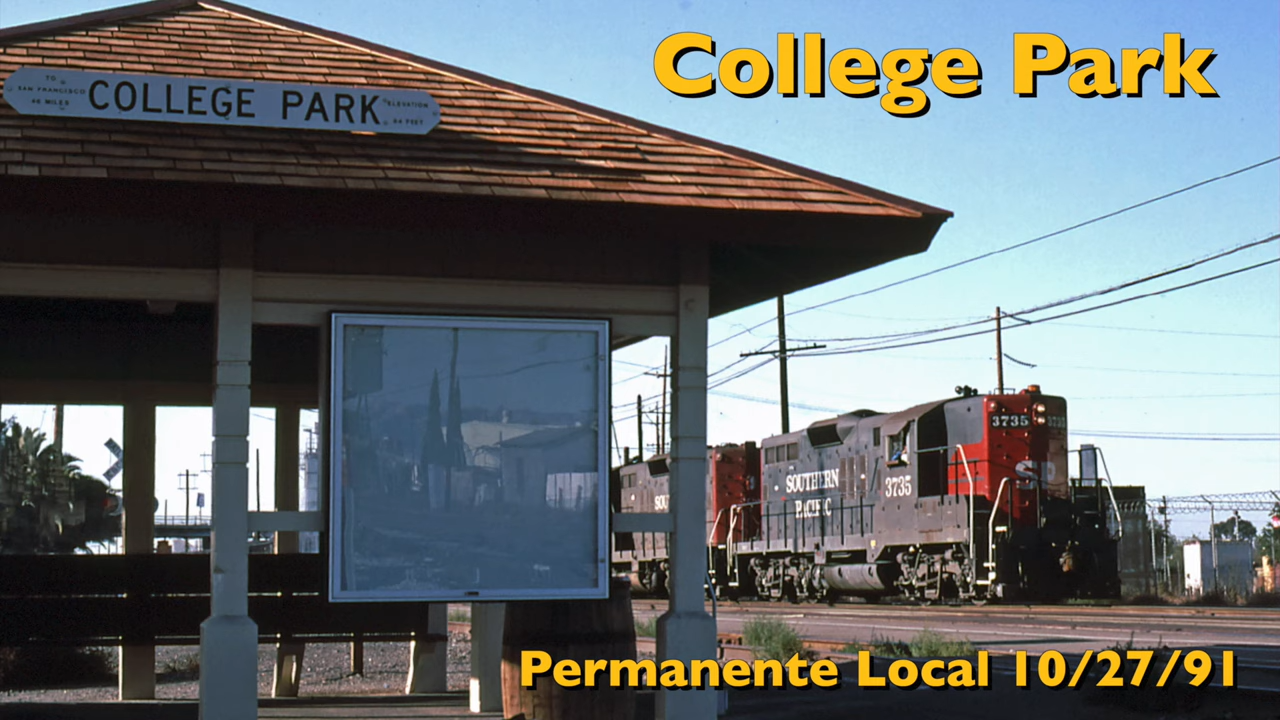 College Park
TO
SAN FRANCISCO
46 MILES
COLLEGE PARK
ELEVATION
64 FEET
3735
SP
SOUTHERN
PACIFIC
3735
SO
Permanente Local 10/27/91